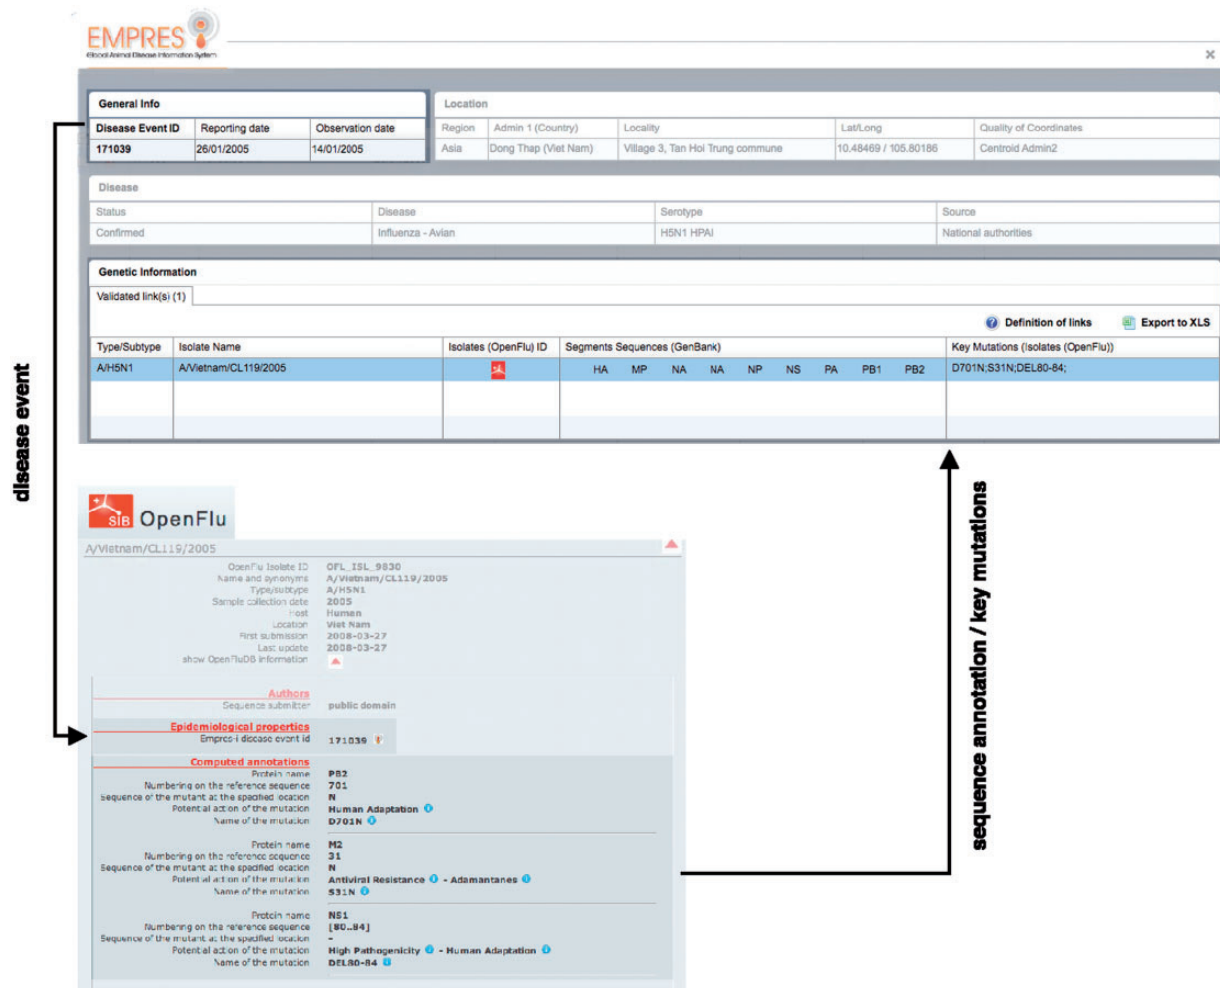 EMPRES
Global Animal Disease Information System
General Info
Disease Event ID Reporting date Observation date
171039 26/01/2005 14/01/2005
Location
Region Admin 1 (Country) Locality Lat/Long Quality of Coordinates
Asia Dong Thap (Viet Nam) Village 3, Tan Hoi Trung commune 10.48469 / 105.80186 Centroid Admin2
Disease
Status Disease Serotype Source
Confirmed Influenza - Avian H5N1 HPAI National authorities
Genetic Information
Validated link(s) (1)
Definition of links Export to XLS
Type/Subtype Isolate Name Isolates (OpenFlu) ID Segments Sequences (GenBank) Key Mutations (Isolates (OpenFlu))
A/H5N1 A/Vietnam/CL119/2005 HA MP NA NA NP NS PA PB1 PB2 D701N;S31N;DEL80-84;
disease event
sequence annotation / key mutations
SIB OpenFlu
A/Vietnam/CL119/2005
OpenFlu Isolate ID OFL_ISL_9830
Name and synonyms A/Vietnam/CL119/2005
Type/subtype A/H5N1
Sample collection date 2005
Host Human
Location Viet Nam
First submission 2008-03-27
Last update 2008-03-27
show OpenFluDB information
Authors
Sequence submitter public domain
Epidemiological properties
Empres-i disease event id 171039
Computed annotations
Protein name PB2
Numbering on the reference sequence 701
Sequence of the mutant at the specified location N
Potential action of the mutation Human Adaptation
Name of the mutation D701N
Protein name M2
Numbering on the reference sequence 31
Sequence of the mutant at the specified location N
Potential action of the mutation Antiviral Resistance - Adamantanes
Name of the mutation S31N
Protein name NS1
Numbering on the reference sequence [80..84]
Sequence of the mutant at the specified location -
Potential action of the mutation High Pathogenicity - Human Adaptation
Name of the mutation DEL80-84